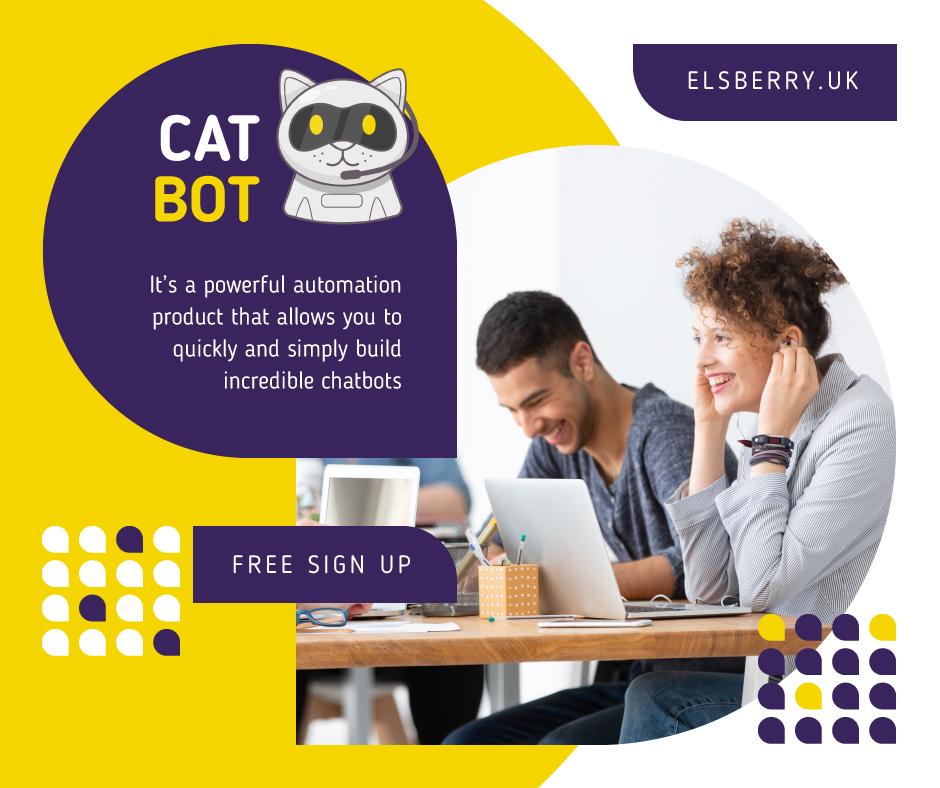 ELSBERRY.UK
CAT
BOT
It's a powerful automation
product that allows you to
quickly and simply build
incredible chatbots
FREE SIGN UP